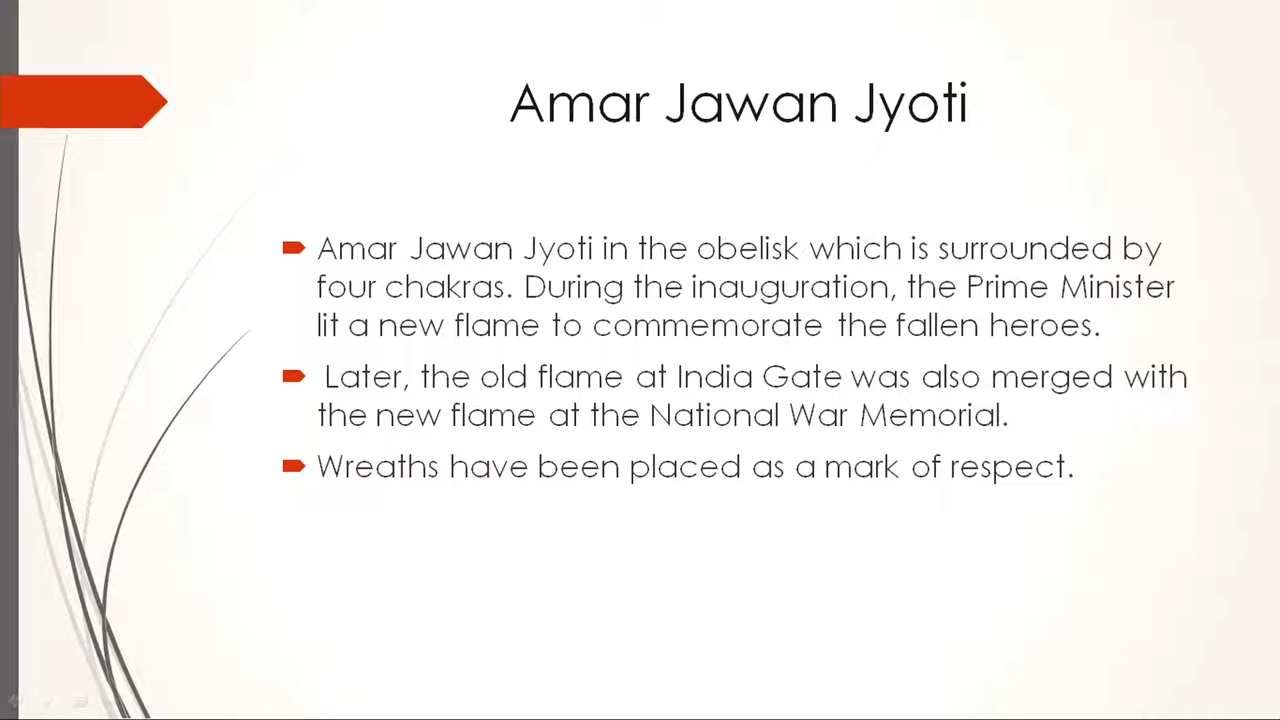 Amar Jawan Jyoti
Amar Jawan Jyoti in the obelisk which is surrounded by
four chakras. During the inauguration, the Prime Minister
lit a new flame to commemorate the fallen heroes.
Later, the old flame at India Gate was also merged with
the new flame at the National War Memorial.
Wreaths have been placed as a mark of respect.